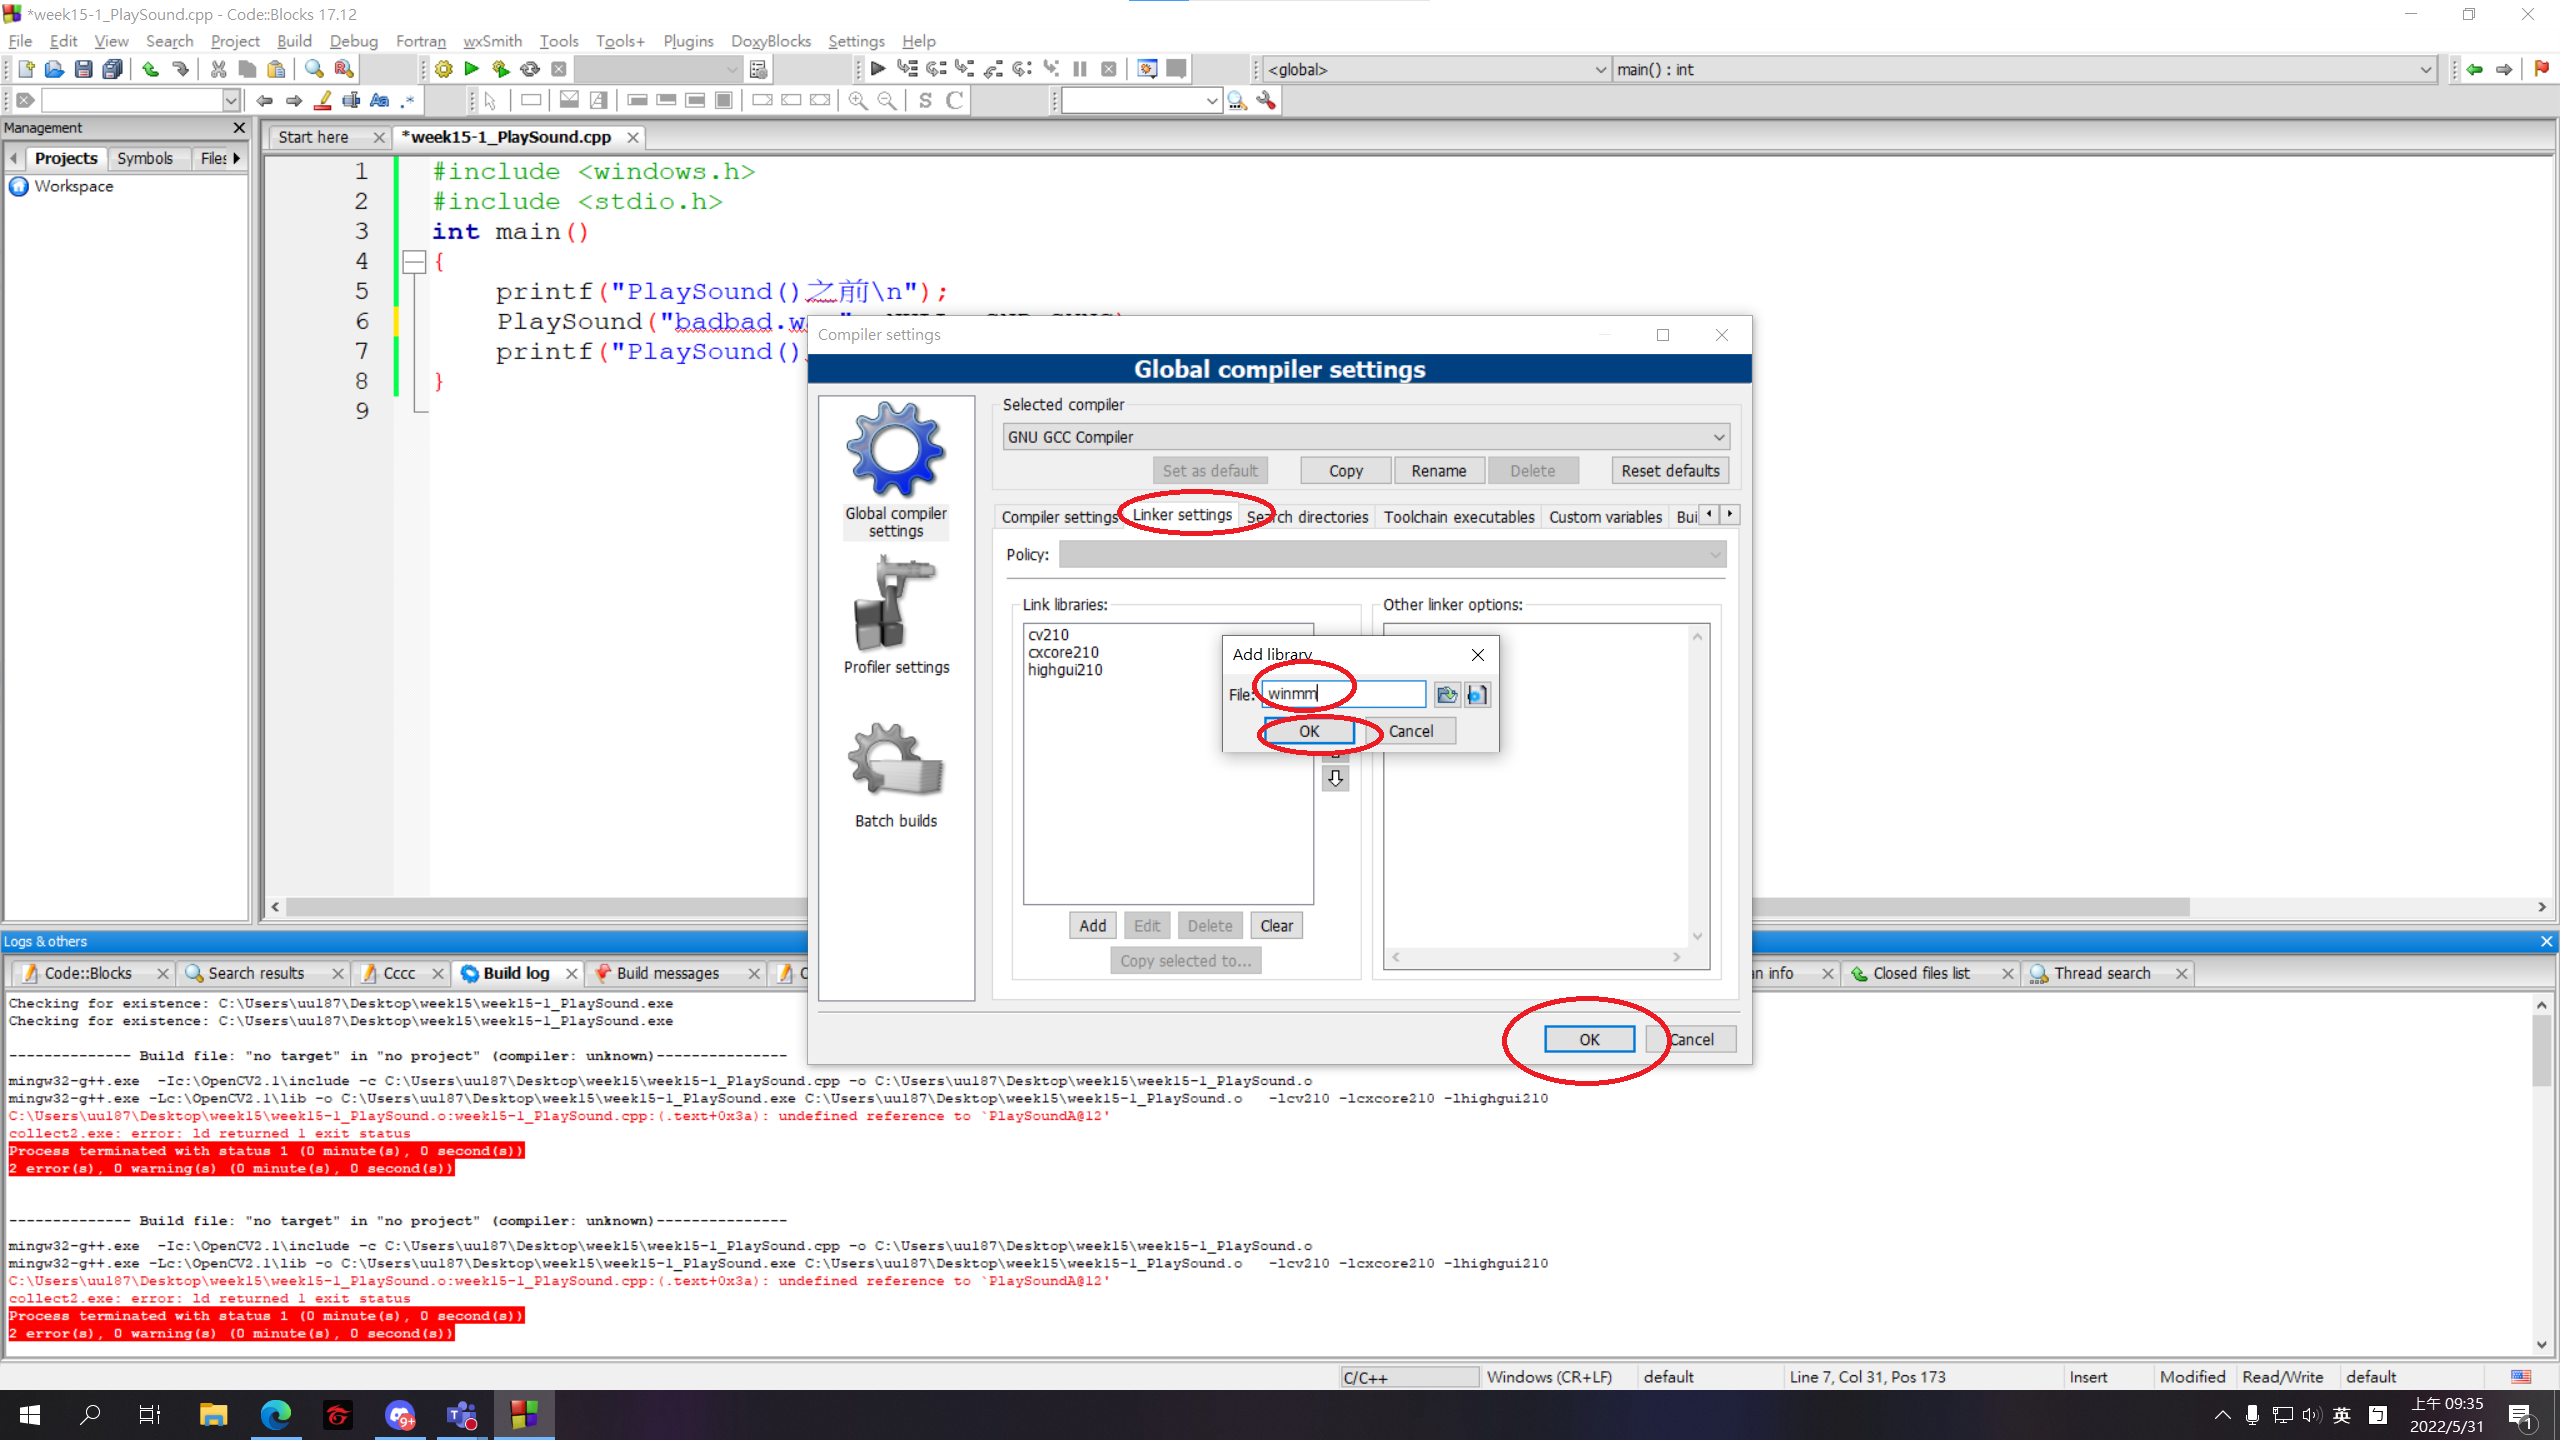 *week15-1_PlaySound.cpp - Code::Blocks 17.12
File Edit View Search Project Build Debug Fortran wxSmith Tools Tools+ Plugins DoxyBlocks Settings Help
<global> main() : int
S C
Management
Projects Symbols Files
Workspace
Start here *week15-1_PlaySound.cpp
1 #include <windows.h>
2 #include <stdio.h>
3 int main()
4 {
5 printf("PlaySound()之前\n");
6 PlaySound("badbad.w
7 printf("PlaySound()
8 }
9
Compiler settings
Global compiler settings
Global compiler settings
Profiler settings
Batch builds
Selected compiler
GNU GCC Compiler
Set as default Copy Rename Delete Reset defaults
Compiler settings Linker settings Search directories Toolchain executables Custom variables Bui
Policy:
Link libraries:
cv210
cxcore210
highgui210
Other linker options:
Add library
File: winmm
OK Cancel
Add Edit Delete Clear
Copy selected to...
OK Cancel
Logs & others
Code::Blocks Search results Cccc Build log Build messages C an info Closed files list Thread search
Checking for existence: C:\Users\uu187\Desktop\week15\week15-1_PlaySound.exe
Checking for existence: C:\Users\uu187\Desktop\week15\week15-1_PlaySound.exe
-------------- Build file: "no target" in "no project" (compiler: unknown)---------------
mingw32-g++.exe  -Ic:\OpenCV2.1\include -c C:\Users\uu187\Desktop\week15\week15-1_PlaySound.cpp -o C:\Users\uu187\Desktop\week15\week15-1_PlaySound.o
mingw32-g++.exe -Lc:\OpenCV2.1\lib -o C:\Users\uu187\Desktop\week15\week15-1_PlaySound.exe C:\Users\uu187\Desktop\week15\week15-1_PlaySound.o   -lcv210 -lcxcore210 -lhighgui210
C:\Users\uu187\Desktop\week15\week15-1_PlaySound.o:week15-1_PlaySound.cpp:(.text+0x3a): undefined reference to `PlaySoundA@12'
collect2.exe: error: ld returned 1 exit status
Process terminated with status 1 (0 minute(s), 0 second(s))
2 error(s), 0 warning(s) (0 minute(s), 0 second(s))
-------------- Build file: "no target" in "no project" (compiler: unknown)---------------
mingw32-g++.exe  -Ic:\OpenCV2.1\include -c C:\Users\uu187\Desktop\week15\week15-1_PlaySound.cpp -o C:\Users\uu187\Desktop\week15\week15-1_PlaySound.o
mingw32-g++.exe -Lc:\OpenCV2.1\lib -o C:\Users\uu187\Desktop\week15\week15-1_PlaySound.exe C:\Users\uu187\Desktop\week15\week15-1_PlaySound.o   -lcv210 -lcxcore210 -lhighgui210
C:\Users\uu187\Desktop\week15\week15-1_PlaySound.o:week15-1_PlaySound.cpp:(.text+0x3a): undefined reference to `PlaySoundA@12'
collect2.exe: error: ld returned 1 exit status
Process terminated with status 1 (0 minute(s), 0 second(s))
2 error(s), 0 warning(s) (0 minute(s), 0 second(s))
C/C++ Windows (CR+LF) default Line 7, Col 31, Pos 173 Insert Modified Read/Write default
9+ 英 ㄅ 上午 09:35
2022/5/31 1